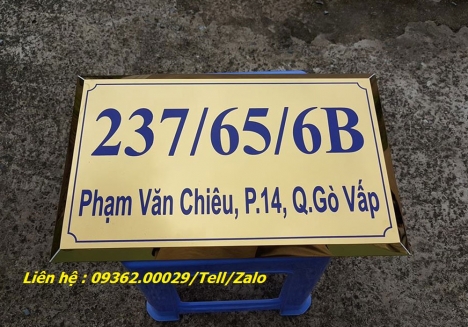 237/65/6B
Phạm Văn Chiêu, P.14, Q.Gò Vấp
Liên hệ : 09362.00029/Tell/Zalo